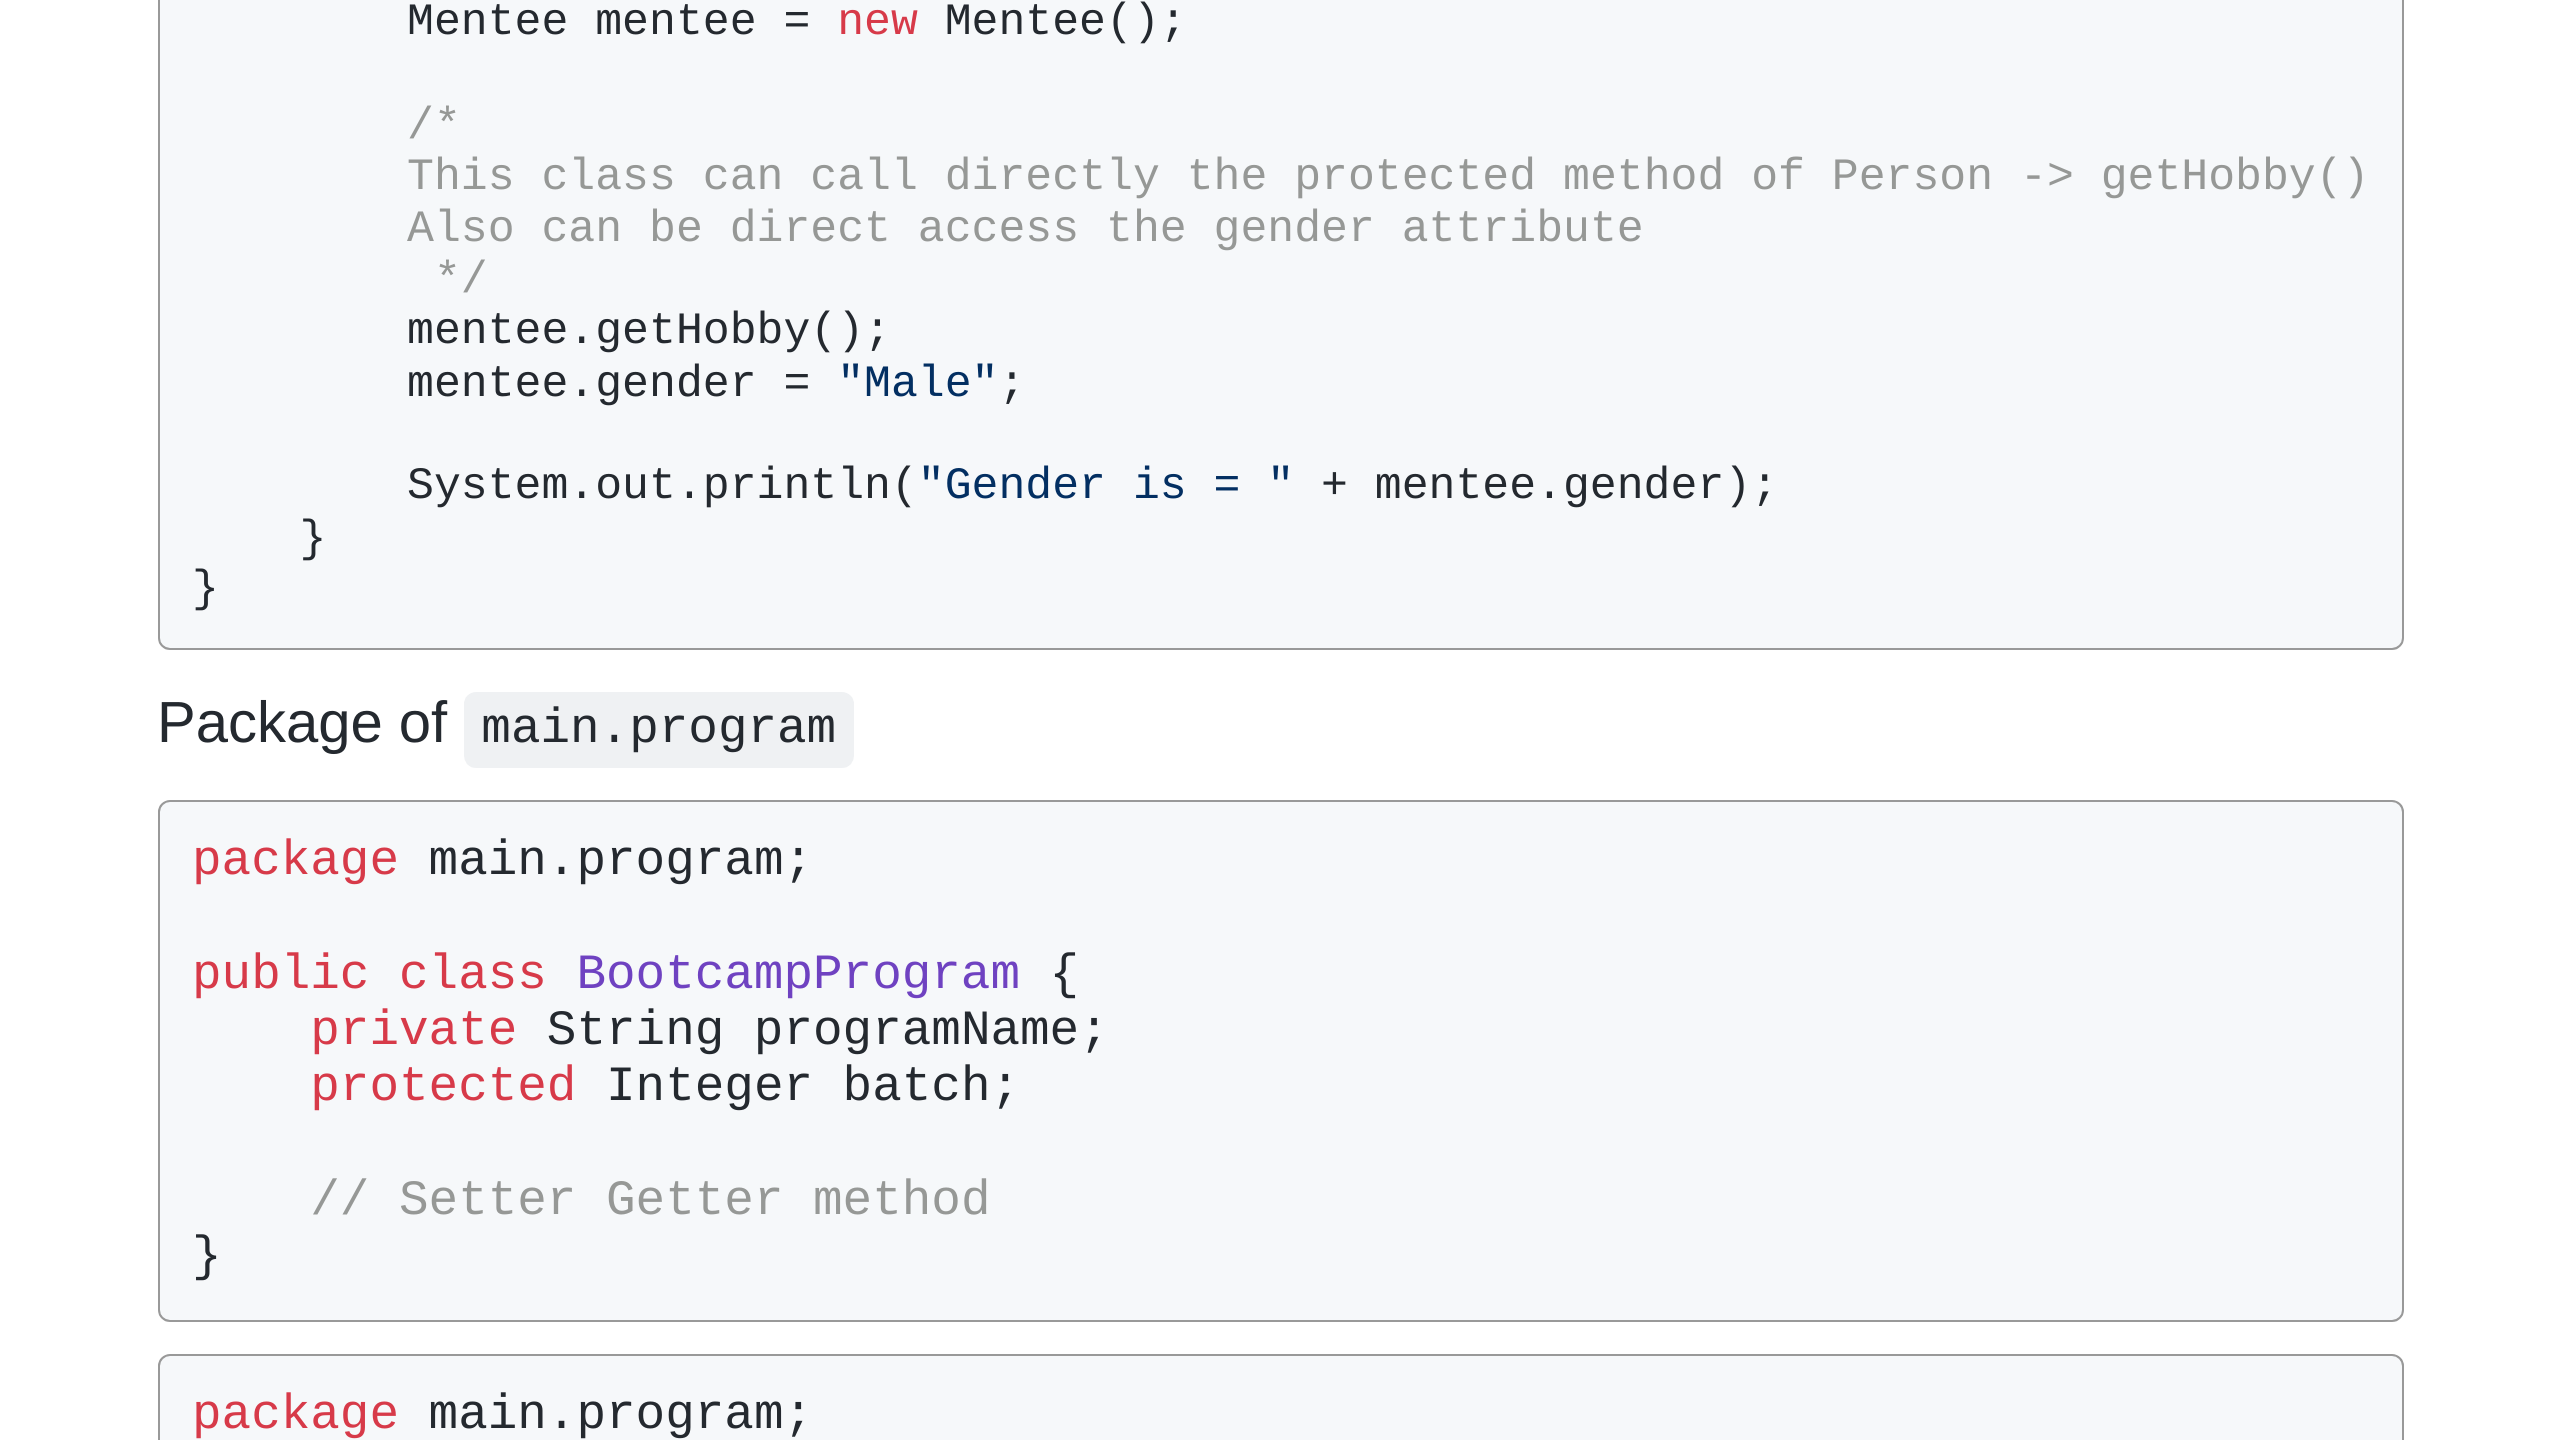 Mentee mentee = new Mentee();
/*
This class can call directly the protected method of Person -> getHobby()
Also can be direct access the gender attribute
*/
mentee.getHobby();
mentee.gender = "Male";
System.out.println("Gender is = " + mentee.gender);
}
}
Package of main.program
package main.program;
public class BootcampProgram {
private String programName;
protected Integer batch;
// Setter Getter method
}
package main.program;